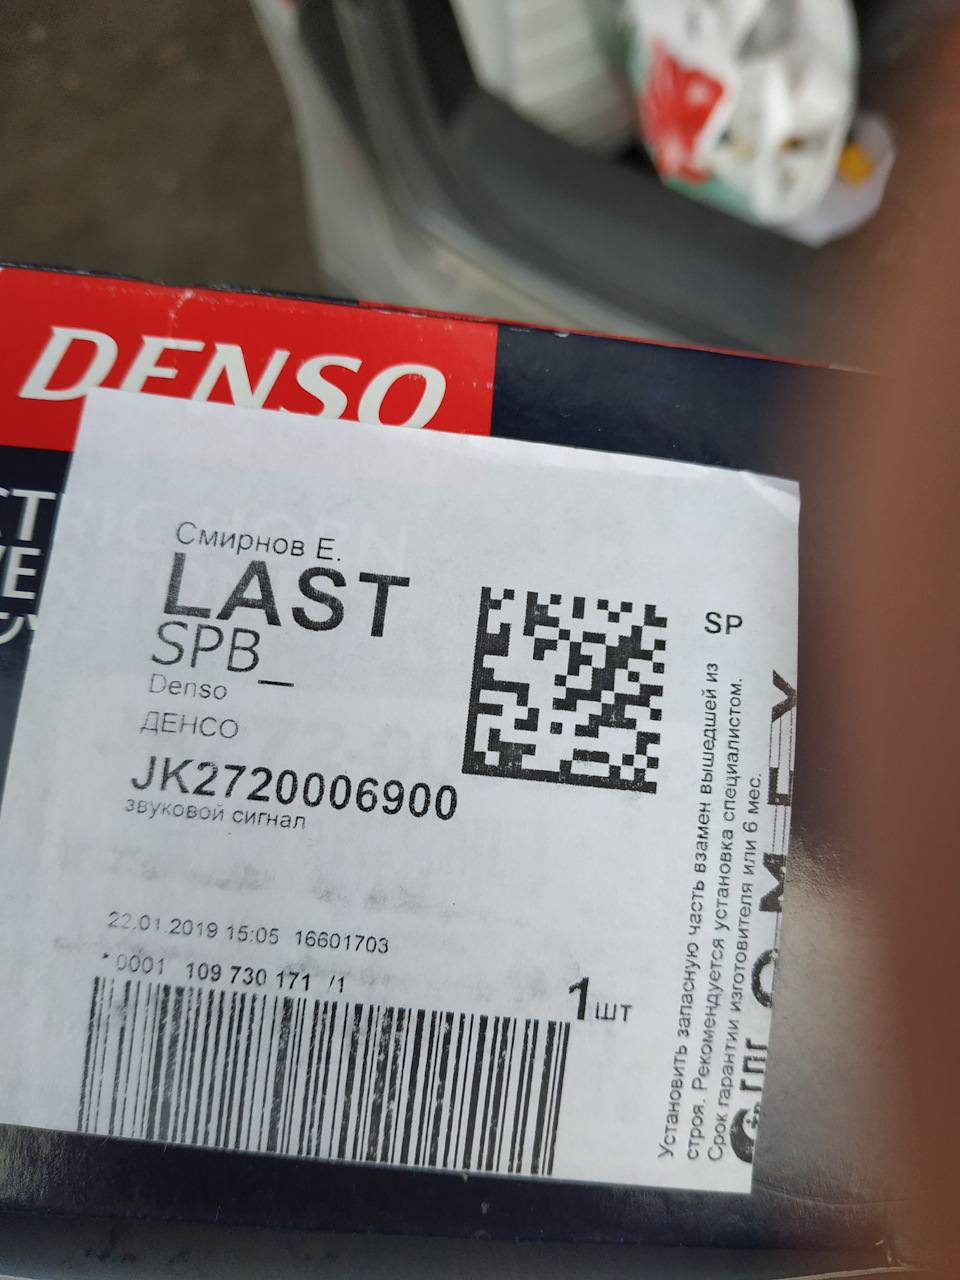 DENSO
Смирнов Е.
LAST
SPB_
Denso
ДЕНСО
JK2720006900
звуковой сигнал
22.01.2019 15:05 16601703
*0001 109 730 171 /1
1шт
SP
Установить запасную часть взамен вышедшей из
строя. Рекомендуется установка специалистом.
Срок гарантии изготовителя или 6 мес.